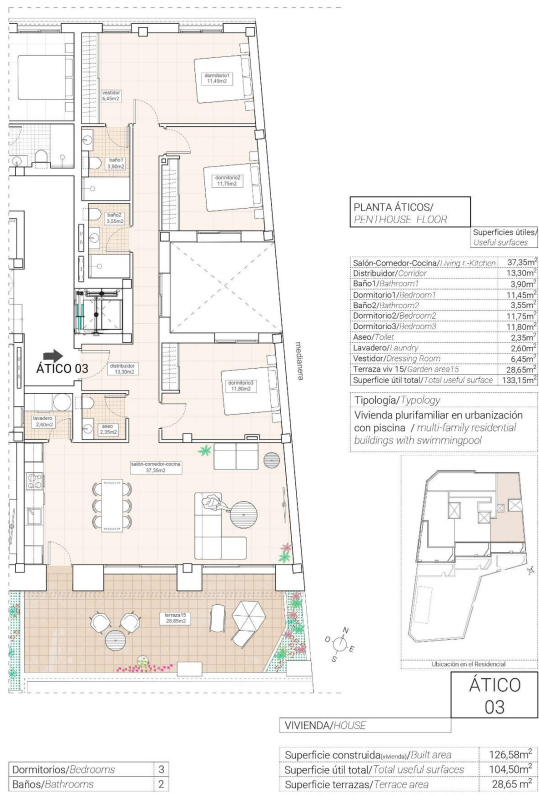 dormitorio1
11,45m2
vestidor
6,45m2
baño1
3,90m2
dormitorio2
11,75m2
baño2
3,55m2
ÁTICO 03
distribuidor
13,30m2
medianera
dormitorio3
11,80m2
lavadero
2,60m2
aseo
2,35m2
salón-comedor-cocina
37,35m2
terraza15
28,65m2
N
O
E
S
PLANTA ÁTICOS/
PENTHOUSE FLOOR
Superficies útiles/
Useful surfaces
Salón-Comedor-Cocina/Living r.-Kitchen 37,35m²
Distribuidor/Corridor 13,30m²
Baño1/Bathroom1 3,90m²
Dormitorio1/Bedroom1 11,45m²
Baño2/Bathroom2 3,55m²
Dormitorio2/Bedroom2 11,75m²
Dormitorio3/Bedroom3 11,80m²
Aseo/Toilet 2,35m²
Lavadero/Laundry 2,60m²
Vestidor/Dressing Room 6,45m²
Terraza viv 15/Garden area15 28,65m²
Superficie útil total/Total useful surface 133,15m²
Tipología/Typology
Vivienda plurifamiliar en urbanización
con piscina / multi-family residential
buildings with swimmingpool
Ubicación en el Residencial
ÁTICO
03
VIVIENDA/HOUSE
Superficie construida(vivienda)/Built area 126,58m²
Superficie útil total/Total useful surfaces 104,50m²
Superficie terrazas/Terrace area 28,65 m²
Dormitorios/Bedrooms 3
Baños/Bathrooms 2